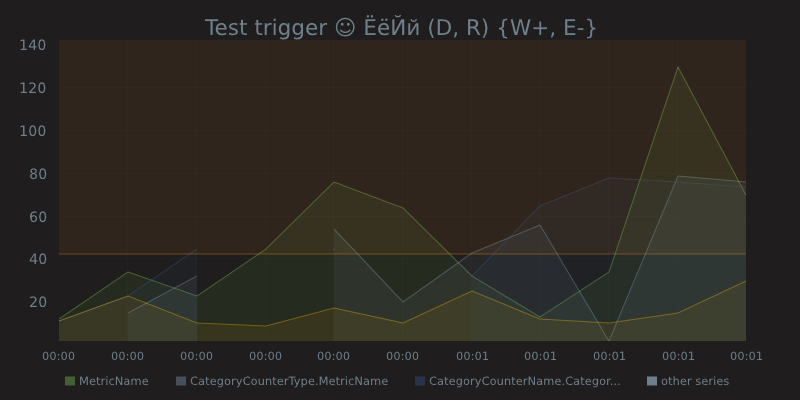 Test trigger ☺ ЁёЙй (D, R) {W+, E-}
140
120
100
80
60
40
20
00:00 00:00 00:00 00:00 00:00 00:00 00:01 00:01 00:01 00:01 00:01
MetricName CategoryCounterType.MetricName CategoryCounterName.Categor... other series